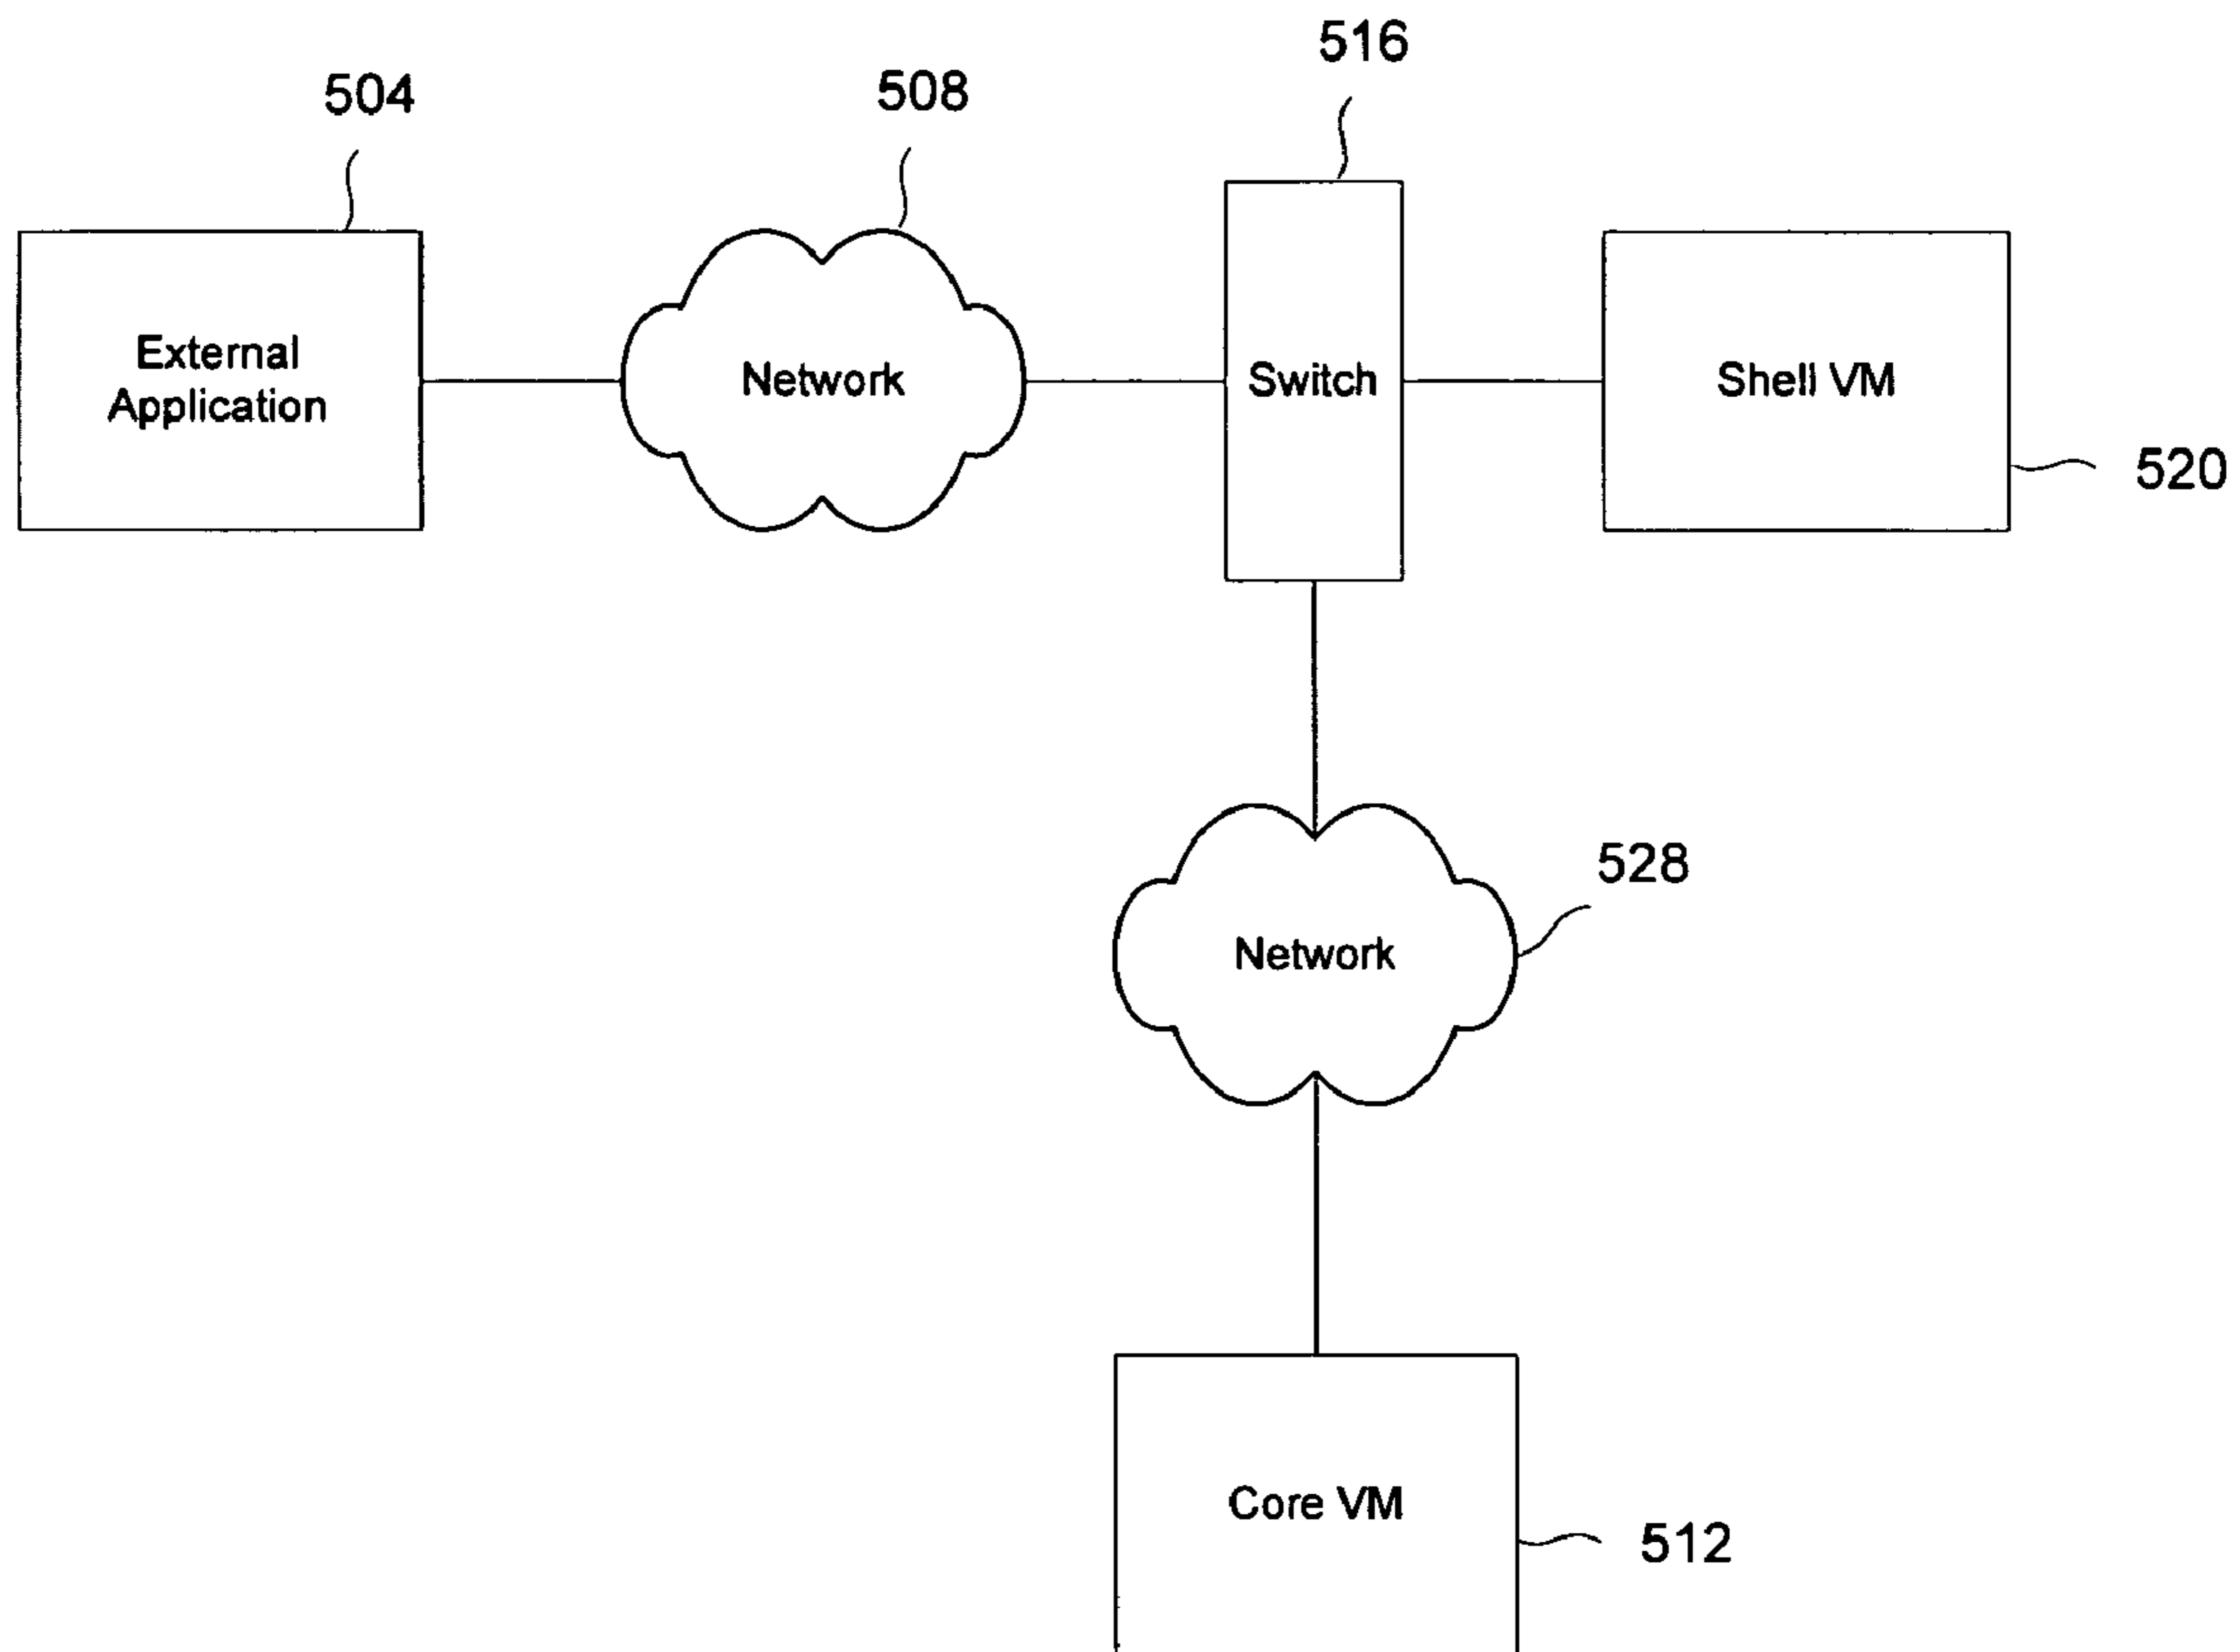 516
504
508
External
Application
Network
Switch
Shell VM
520
528
Network
Core VM
512